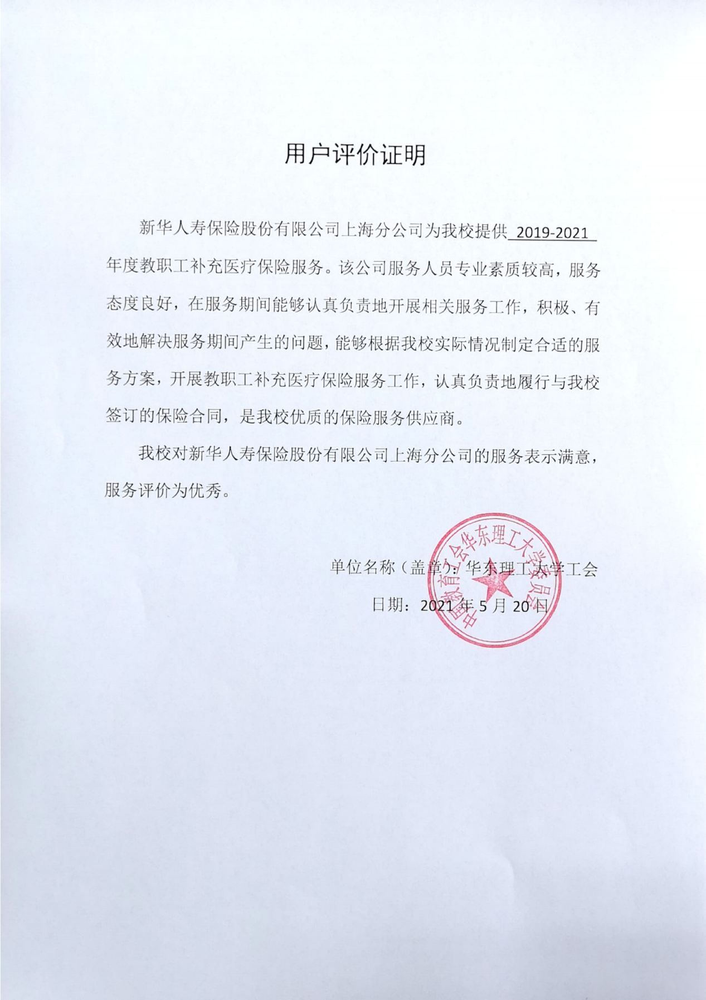 用户评价证明
新华人寿保险股份有限公司上海分公司为我校提供 2019-2021
年度教职工补充医疗保险服务。该公司服务人员专业素质较高，服务
态度良好，在服务期间能够认真负责地开展相关服务工作，积极、有
效地解决服务期间产生的问题，能够根据我校实际情况制定合适的服
务方案，开展教职工补充医疗保险服务工作，认真负责地履行与我校
签订的保险合同，是我校优质的保险服务供应商。
我校对新华人寿保险股份有限公司上海分公司的服务表示满意，
服务评价为优秀。
单位名称（盖章）：华东理工大学工会
日期：2021 年 5 月 20 日
中国教育工会华东理工大学委员会